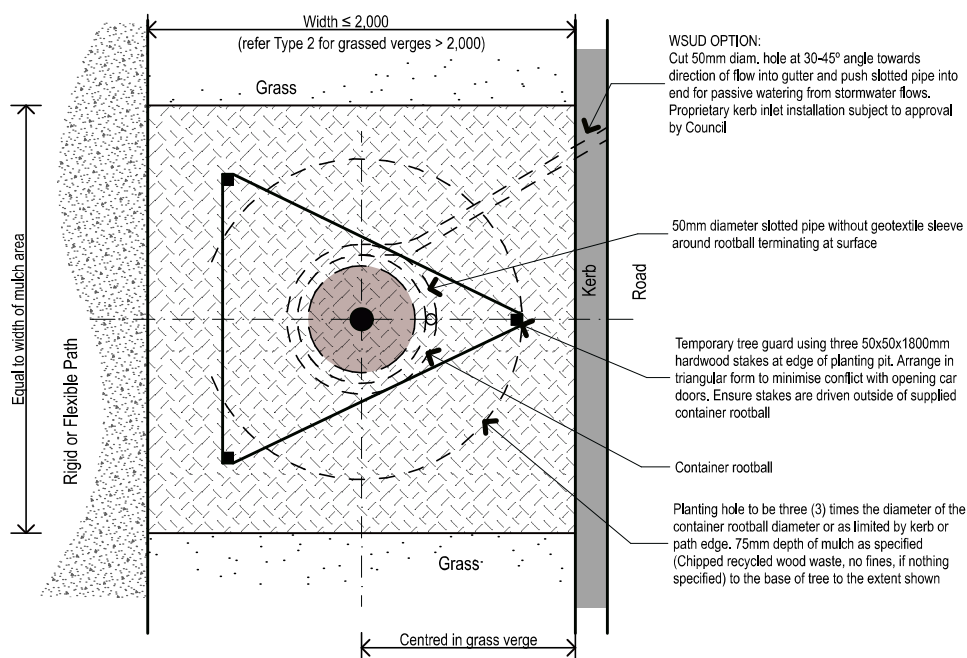 Width ≤ 2,000
(refer Type 2 for grassed verges > 2,000)
Grass
WSUD OPTION:
Cut 50mm diam. hole at 30-45º angle towards
direction of flow into gutter and push slotted pipe into
end for passive watering from stormwater flows.
Proprietary kerb inlet installation subject to approval
by Council
50mm diameter slotted pipe without geotextile sleeve
around rootball terminating at surface
Kerb
Road
Equal to width of mulch area
Rigid or Flexible Path
Temporary tree guard using three 50x50x1800mm
hardwood stakes at edge of planting pit. Arrange in
triangular form to minimise conflict with opening car
doors. Ensure stakes are driven outside of supplied
container rootball
Container rootball
Planting hole to be three (3) times the diameter of
the container rootball diameter or as limited by kerb or
path edge. 75mm depth of mulch as specified
(Chipped recycled wood waste, no fines, if nothing
specified) to the base of tree to the extent shown
Grass
Centred in grass verge